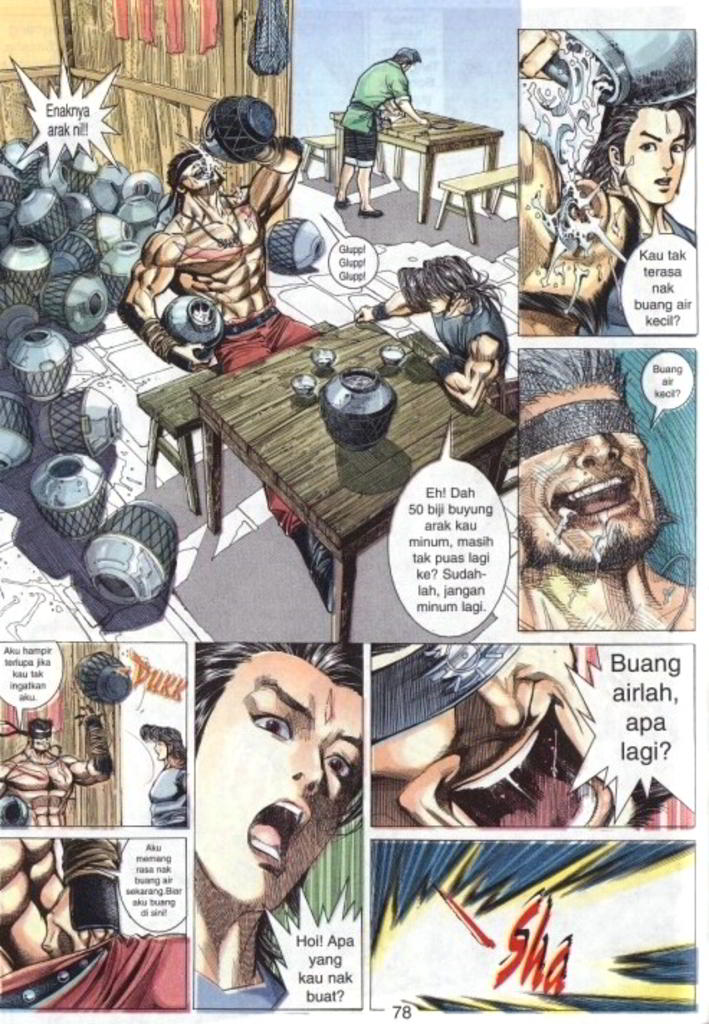 Enaknya
arak ni!!
Glupp!
Glupp!
Glupp!
Eh! Dah
50 biji buyung
arak kau
minum, masih
tak puas lagi
ke? Sudah-
lah, jangan
minum lagi.
Kau tak
terasa
nak
buang air
kecil?
Buang
air
kecil?
Aku hampir
terlupa jika
kau tak
ingatkan
aku.
DUKK
Aku
memang
rasa nak
buang air
sekarang.Biar
aku buang
di sini!
Hoi! Apa
yang
kau nak
buat?
Buang
airlah,
apa
lagi?
Sha
78